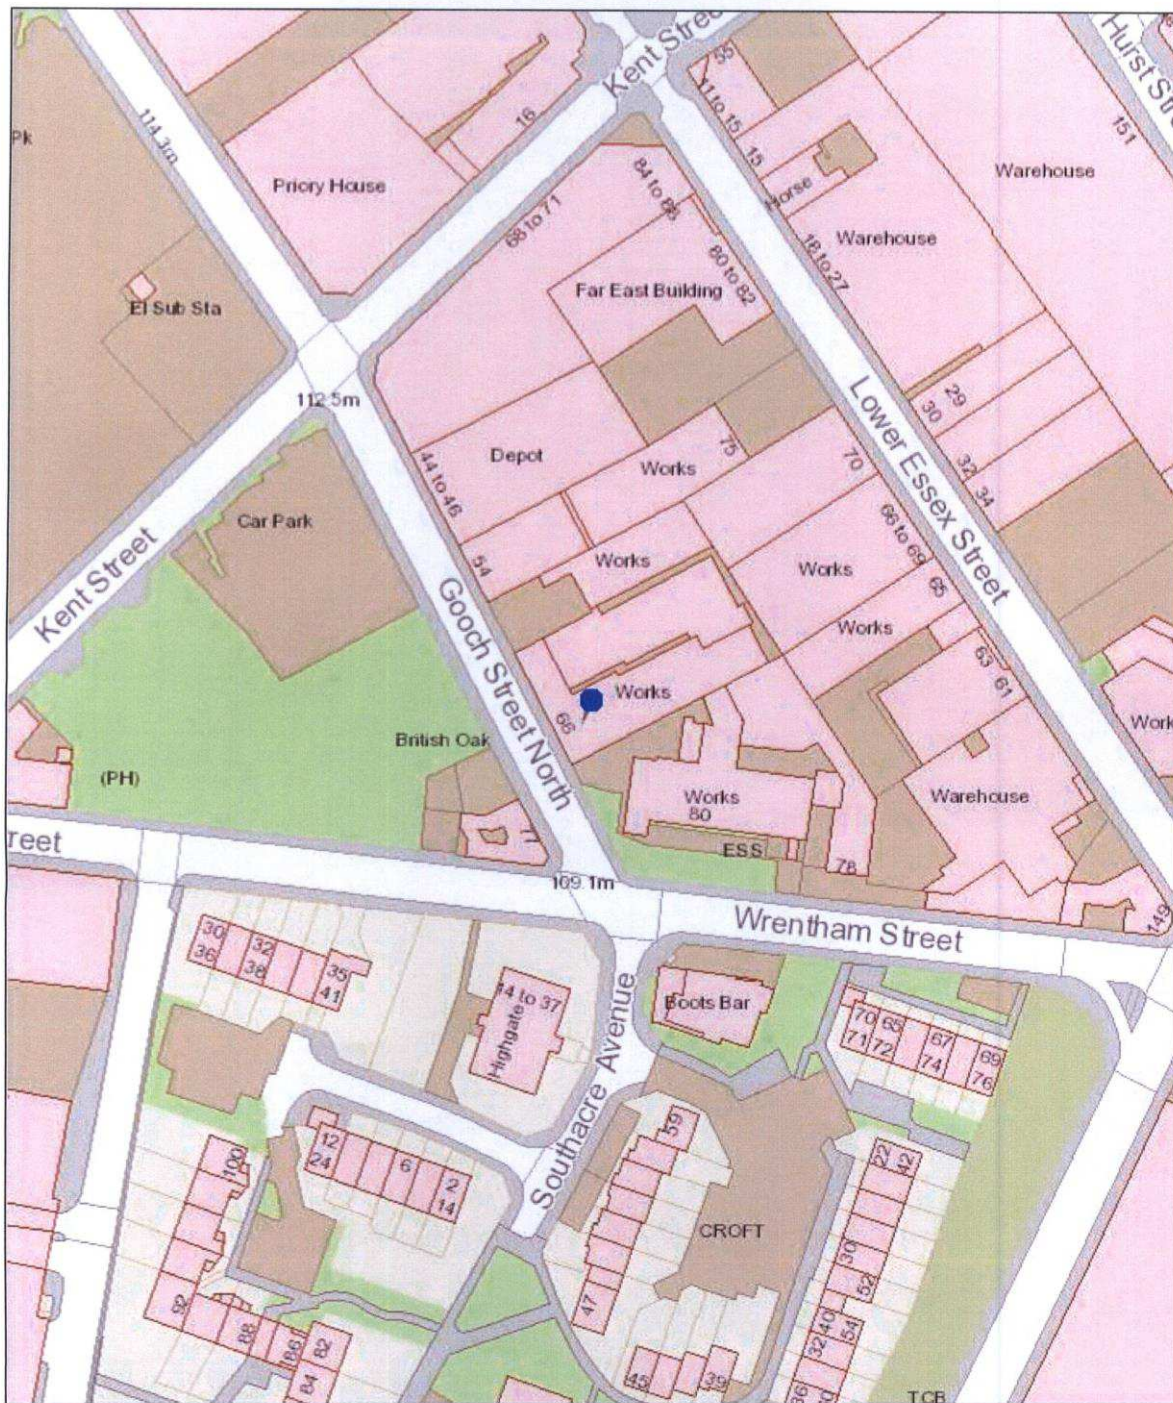 Kent Stree
Hurst Stre
Pk
114.3m
16
55
11 to 15
15
151
Priory House
84 to 88
Horse
Warehouse
68 to 71
18 to 27
Warehouse
El Sub Sta
Far East Building
80 to 82
112.5m
29
30
Depot
44 to 46
Works
75
70
Lower Essex Street
32
34
Car Park
66 to 69
Kent Street
54
Works
Works
65
Gooch Street North
Works
63
61
66
Works
British Oak
Work
(PH)
Works
80
Warehouse
77
reet
ESS
78
109.1m
Wrentham Street
149
30
32
35
36
38
41
14 to 37
Highgate
Boots Bar
Southacre Avenue
70
65
67
69
71
72
74
76
12
6
2
24
14
100
59
22
42
CROFT
30
52
92
47
40
54
32
88
86
82
84
45
39
36
TCB